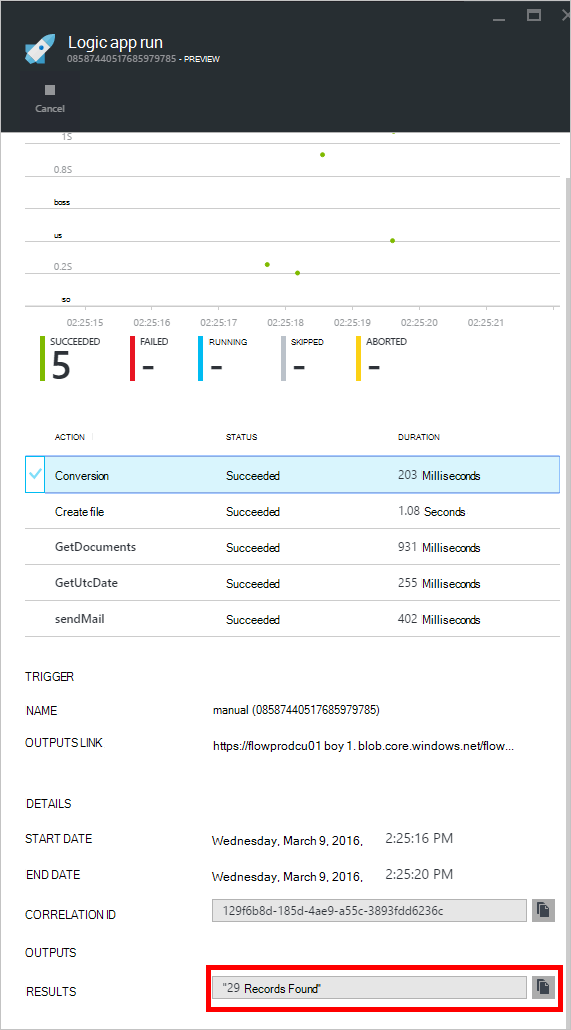 Logic app run
08587440517685979785 - PREVIEW
Cancel
1S
0.8S
boss
us
0.2S
so
02:25:15 02:25:16 02:25:17 02:25:18 02:25:19 02:25:20 02:25:21
SUCCEEDED FAILED RUNNING SKIPPED ABORTED
5 - - - -
ACTION STATUS DURATION
Conversion Succeeded 203 Milliseconds
Create file Succeeded 1.08 Seconds
GetDocuments Succeeded 931 Milliseconds
GetUtcDate Succeeded 255 Milliseconds
sendMail Succeeded 402 Milliseconds
TRIGGER
NAME manual (08587440517685979785)
OUTPUTS LINK https://flowprodcu01 boy 1. blob.core.windows.net/flow...
DETAILS
START DATE Wednesday, March 9, 2016, 2:25:16 PM
END DATE Wednesday, March 9, 2016, 2:25:20 PM
CORRELATION ID 129f6b8d-185d-4ae9-a55c-3893fdd6236c
OUTPUTS
RESULTS "29 Records Found"